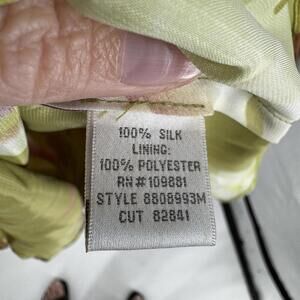 100% SILK
LINING:
100% POLYESTER
RN#109881
STYLE 8808993M
CUT 82841